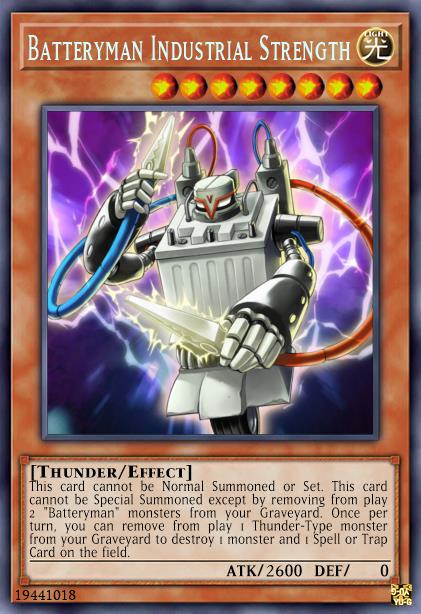 Batteryman Industrial Strength
LIGHT
光
[Thunder/Effect]
This card cannot be Normal Summoned or Set. This card
cannot be Special Summoned except by removing from play
2 "Batteryman" monsters from your Graveyard. Once per
turn, you can remove from play 1 Thunder-Type monster
from your Graveyard to destroy 1 monster and 1 Spell or Trap
Card on the field.
ATK/2600 DEF/ 0
19441018